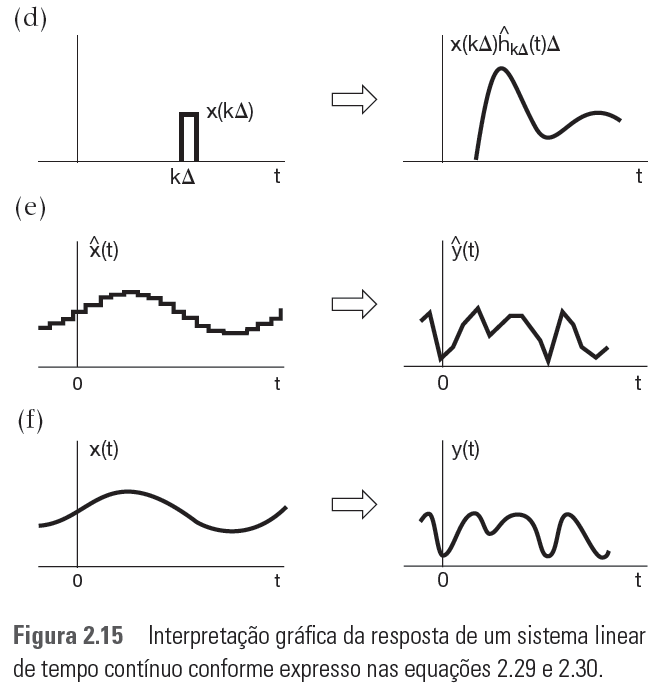 (d)
x(kΔ)
kΔ
t
x(kΔ)ĥkΔ(t)Δ
t
(e)
x̂(t)
0
t
ŷ(t)
0
t
(f)
x(t)
0
t
y(t)
0
t
Figura 2.15 Interpretação gráfica da resposta de um sistema linear
de tempo contínuo conforme expresso nas equações 2.29 e 2.30.